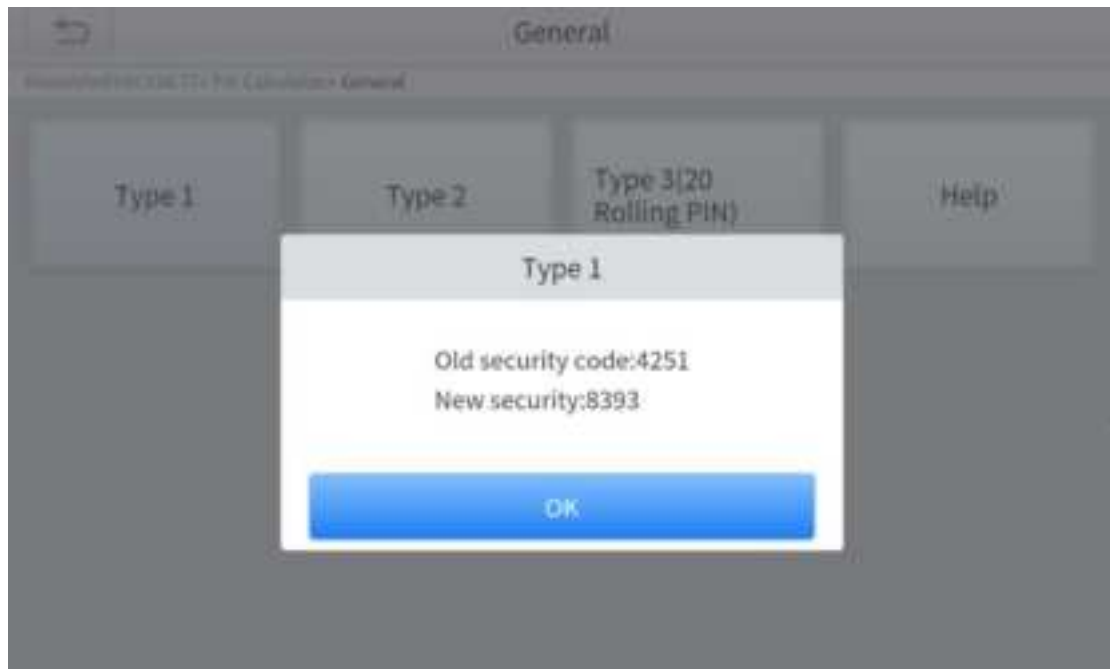 General
General
Type 1
Type 2
Type 3(20
Rolling PIN)
Help
Type 1
Old security code:4251
New security:8393
OK